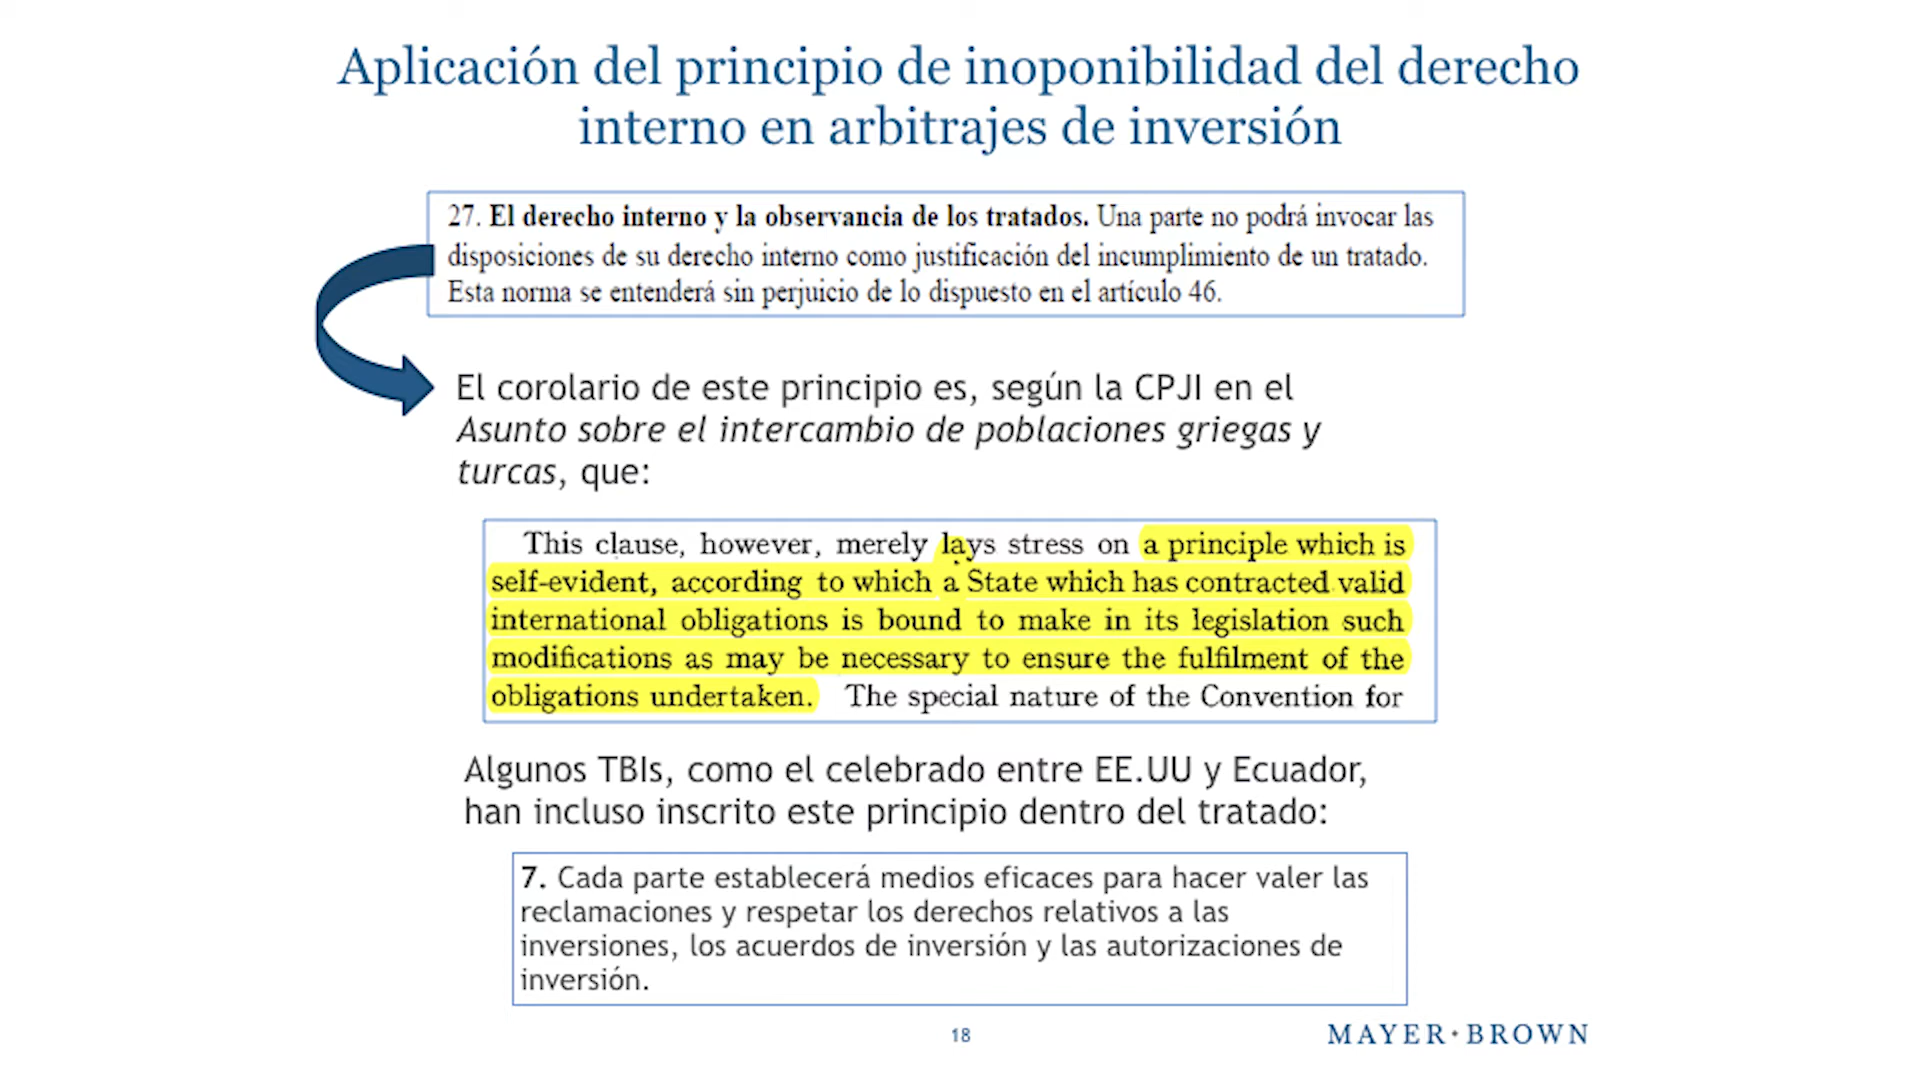 Aplicación del principio de inoponibilidad del derecho
interno en arbitrajes de inversión
27. El derecho interno y la observancia de los tratados. Una parte no podrá invocar las
disposiciones de su derecho interno como justificación del incumplimiento de un tratado.
Esta norma se entenderá sin perjuicio de lo dispuesto en el artículo 46.
El corolario de este principio es, según la CPJI en el
Asunto sobre el intercambio de poblaciones griegas y
turcas, que:
This clause, however, merely lays stress on a principle which is
self-evident, according to which a State which has contracted valid
international obligations is bound to make in its legislation such
modifications as may be necessary to ensure the fulfilment of the
obligations undertaken. The special nature of the Convention for
Algunos TBIs, como el celebrado entre EE.UU y Ecuador,
han incluso inscrito este principio dentro del tratado:
7. Cada parte establecerá medios eficaces para hacer valer las
reclamaciones y respetar los derechos relativos a las
inversiones, los acuerdos de inversión y las autorizaciones de
inversión.
18
MAYER•BROWN